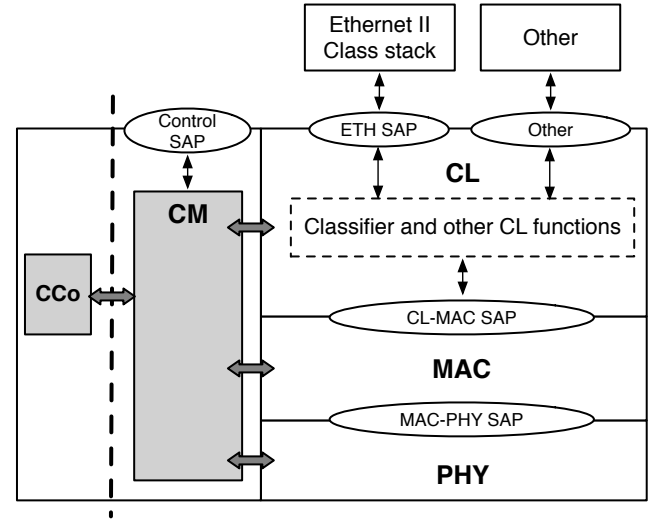 Ethernet II
Class stack
Other
Control
SAP
ETH SAP
Other
CL
CM
Classifier and other CL functions
CCo
CL-MAC SAP
MAC
MAC-PHY SAP
PHY